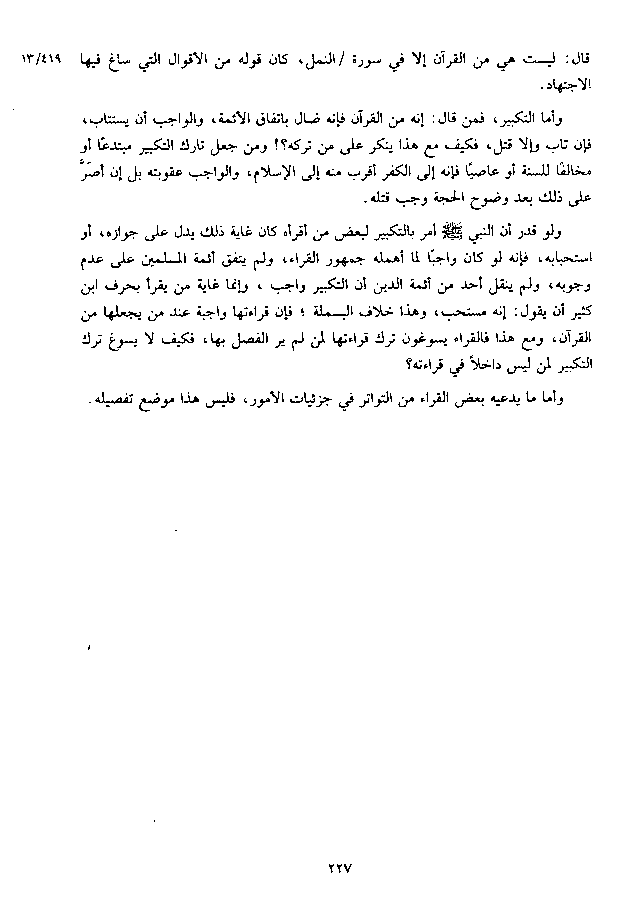 قال: ليست هي من القرآن إلا في سورة /النمل، كان قوله من الأقوال التي ساغ فيها ١٣/٤١٩
الاجتهاد.
وأما التكبير، فمن قال: إنه من القرآن فإنه ضال باتفاق الأئمة، والواجب أن يستتاب،
فإن تاب وإلا قتل، فكيف مع هذا ينكر على من تركه؟! ومن جعل تارك التكبير مبتدعًا أو
مخالفًا للسنة أو عاصيًا فإنه إلى الكفر أقرب منه إلى الإسلام، والواجب عقوبته بل إن أصرَّ
على ذلك بعد وضوح الحجة وجب قتله.
ولو قدر أن النبي ﷺ أمر بالتكبير لبعض من أقرأه كان غاية ذلك يدل على جوازه، أو
استحبابه، فإنه لو كان واجبًا لما أهمله جمهور القراء، ولم يتفق أئمة المسلمين على عدم
وجوبه، ولم ينقل أحد من أئمة الدين أن التكبير واجب ، وإنما غاية من يقرأ بحرف ابن
كثير أن يقول: إنه مستحب، وهذا خلاف البسملة ؛ فإن قراءتها واجبة عند من يجعلها من
القرآن، ومع هذا فالقراء يسوغون ترك قراءتها لمن لم ير الفصل بها، فكيف لا يسوغ ترك
التكبير لمن ليس داخلاً في قراءته؟
وأما ما يدعيه بعض القراء من التواتر في جزئيات الأمور، فليس هذا موضع تفصيله.
٢٢٧